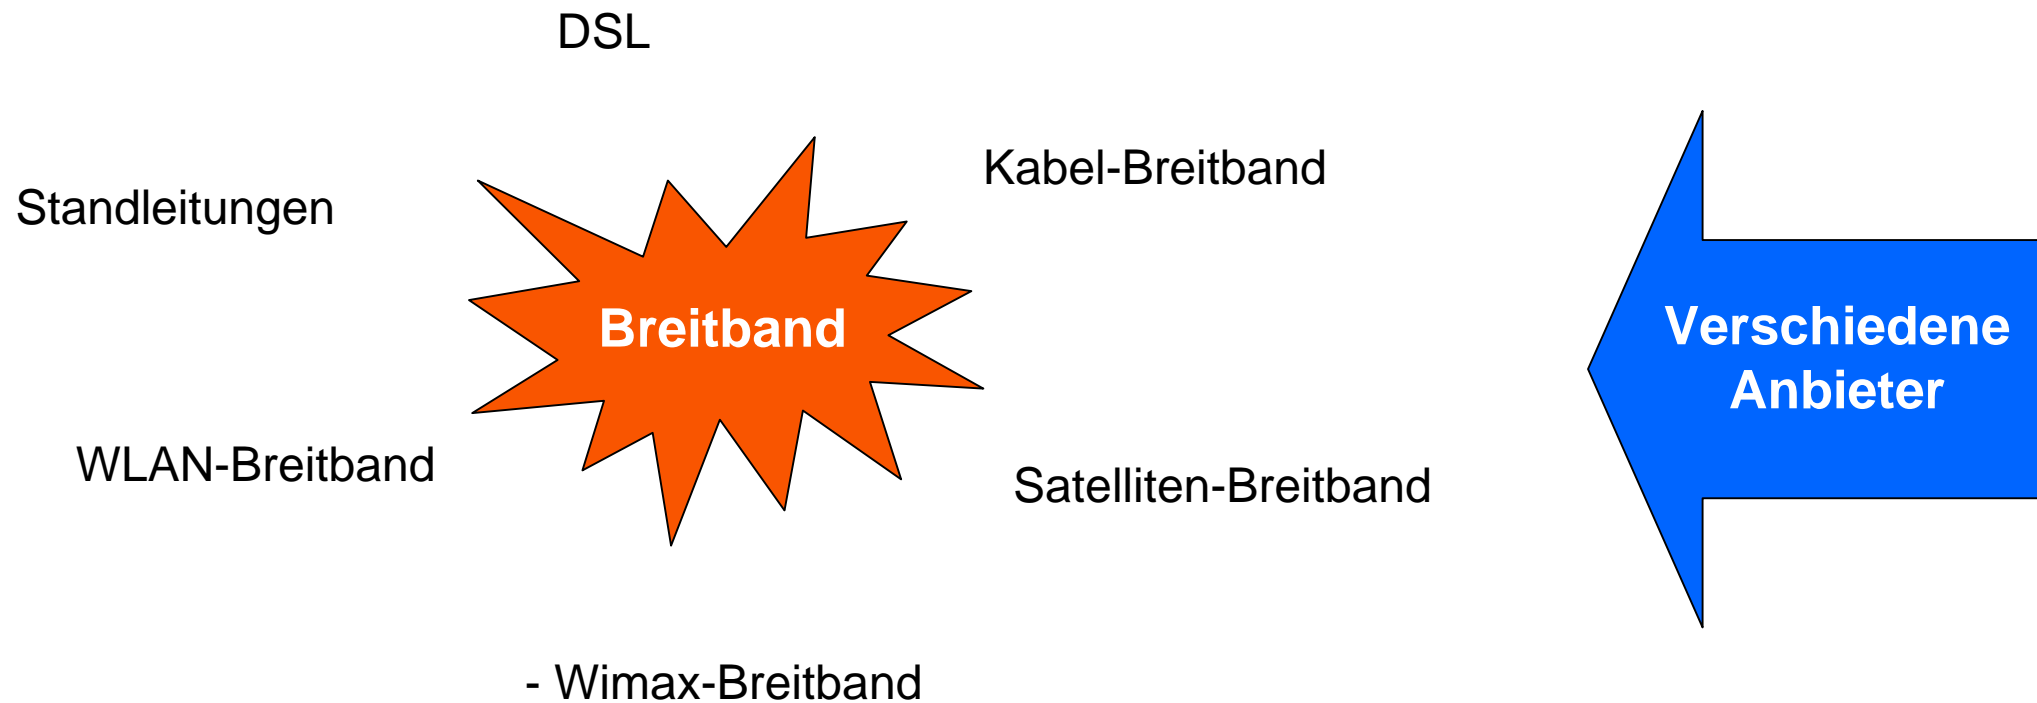 DSL
Kabel-Breitband
Standleitungen
Breitband
Verschiedene
Anbieter
WLAN-Breitband
Satelliten-Breitband
- Wimax-Breitband